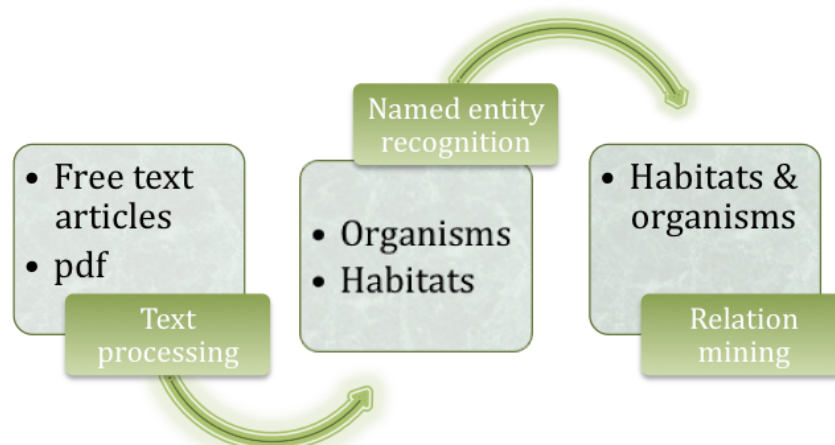 • Free text
articles
• pdf
Text
processing
Named entity
recognition
• Organisms
• Habitats
• Habitats &
organisms
Relation
mining